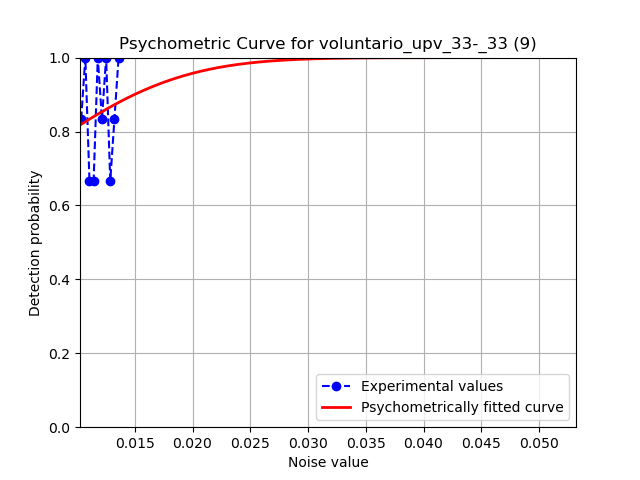 Psychometric Curve for voluntario_upv_33-_33 (9)
1.0
0.8
0.6
0.4
0.2
0.0
Detection probability
Experimental values
Psychometrically fitted curve
0.015 0.020 0.025 0.030 0.035 0.040 0.045 0.050
Noise value